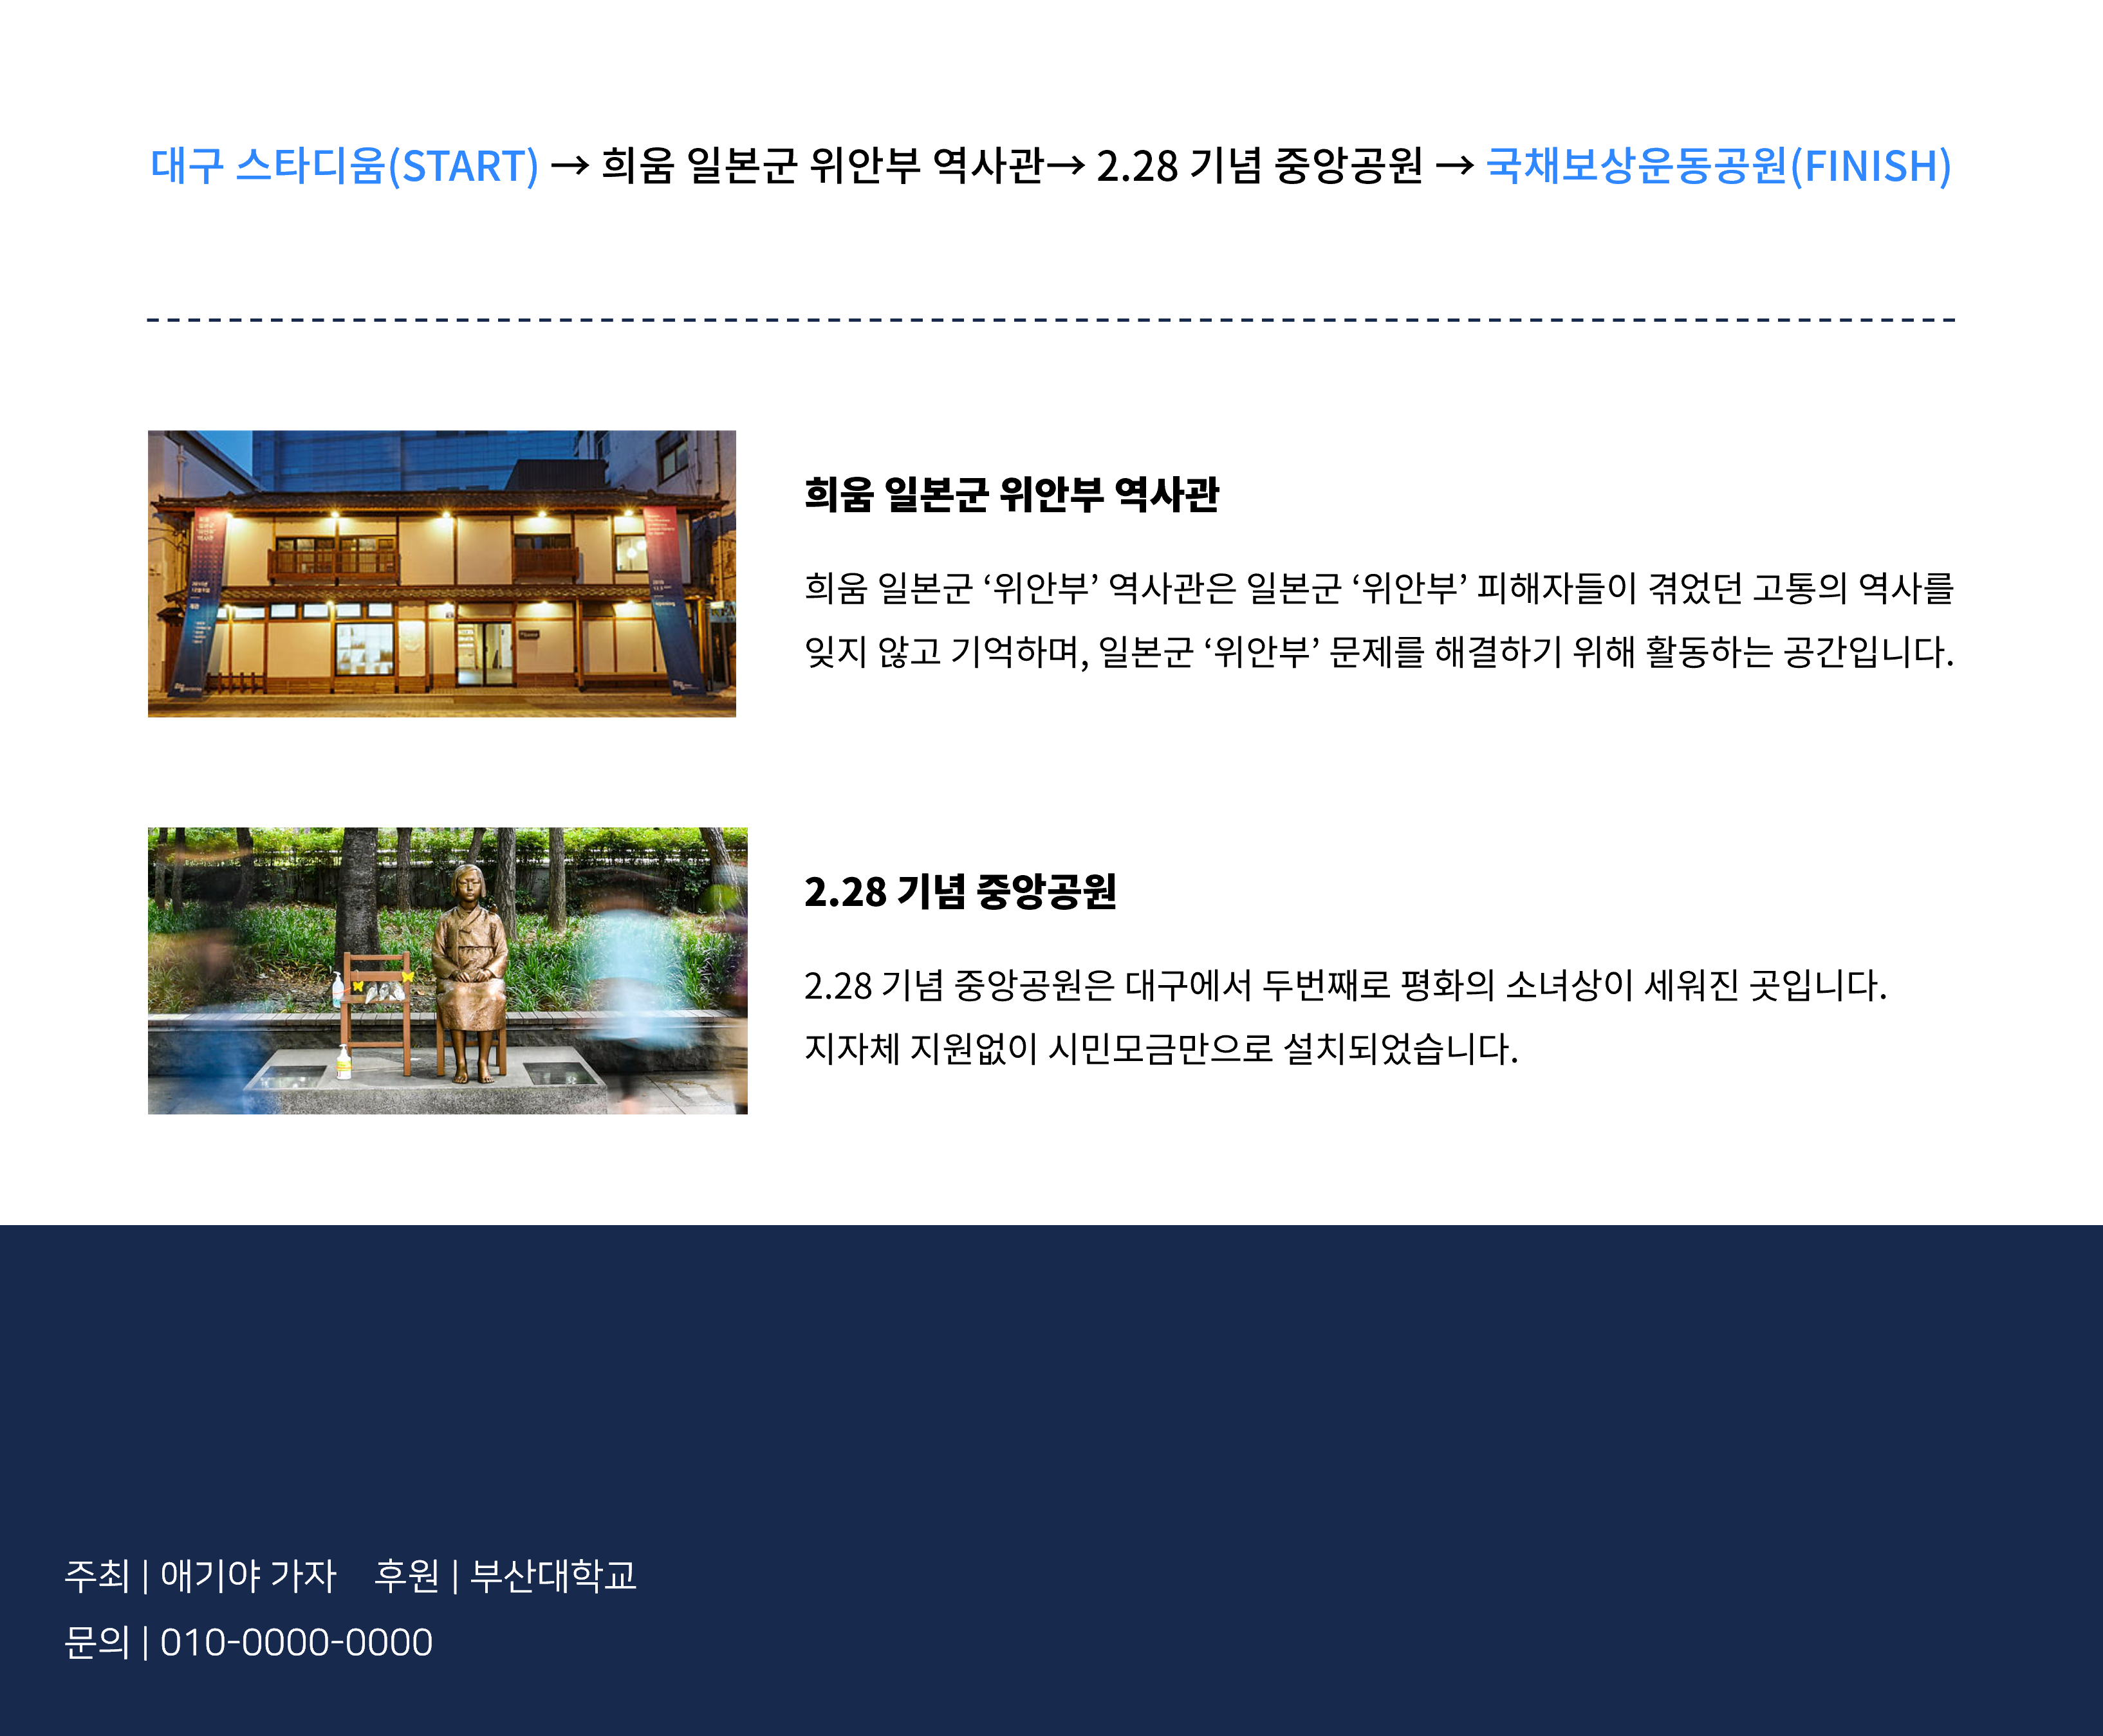 대구 스타디움(START) → 희움 일본군 위안부 역사관→ 2.28 기념 중앙공원 → 국채보상운동공원(FINISH)
희움 일본군 위안부 역사관
희움 일본군 ‘위안부’ 역사관은 일본군 ‘위안부’ 피해자들이 겪었던 고통의 역사를
잊지 않고 기억하며, 일본군 ‘위안부’ 문제를 해결하기 위해 활동하는 공간입니다.
2.28 기념 중앙공원
2.28 기념 중앙공원은 대구에서 두번째로 평화의 소녀상이 세워진 곳입니다.
지자체 지원없이 시민모금만으로 설치되었습니다.
주최 | 애기야 가자 후원 | 부산대학교
문의 | 010-0000-0000